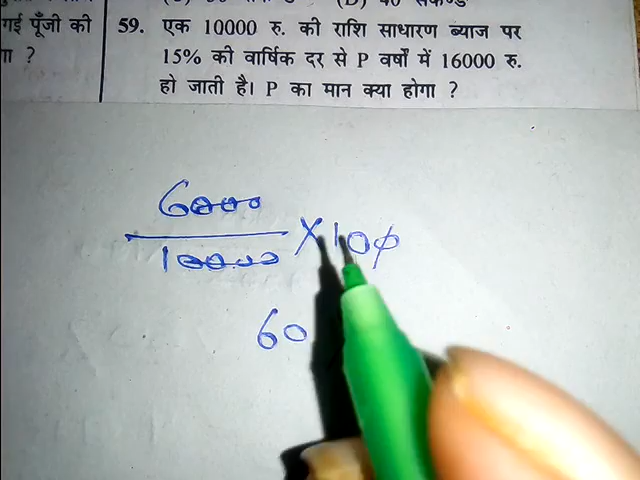 गई पूँजी की
59. एक 10000 रु. की राशि साधारण ब्याज पर
15% की वार्षिक दर से P वर्षों में 16000 रु.
हो जाती है। P का मान क्या होगा ?
6000
10000
× 100
60